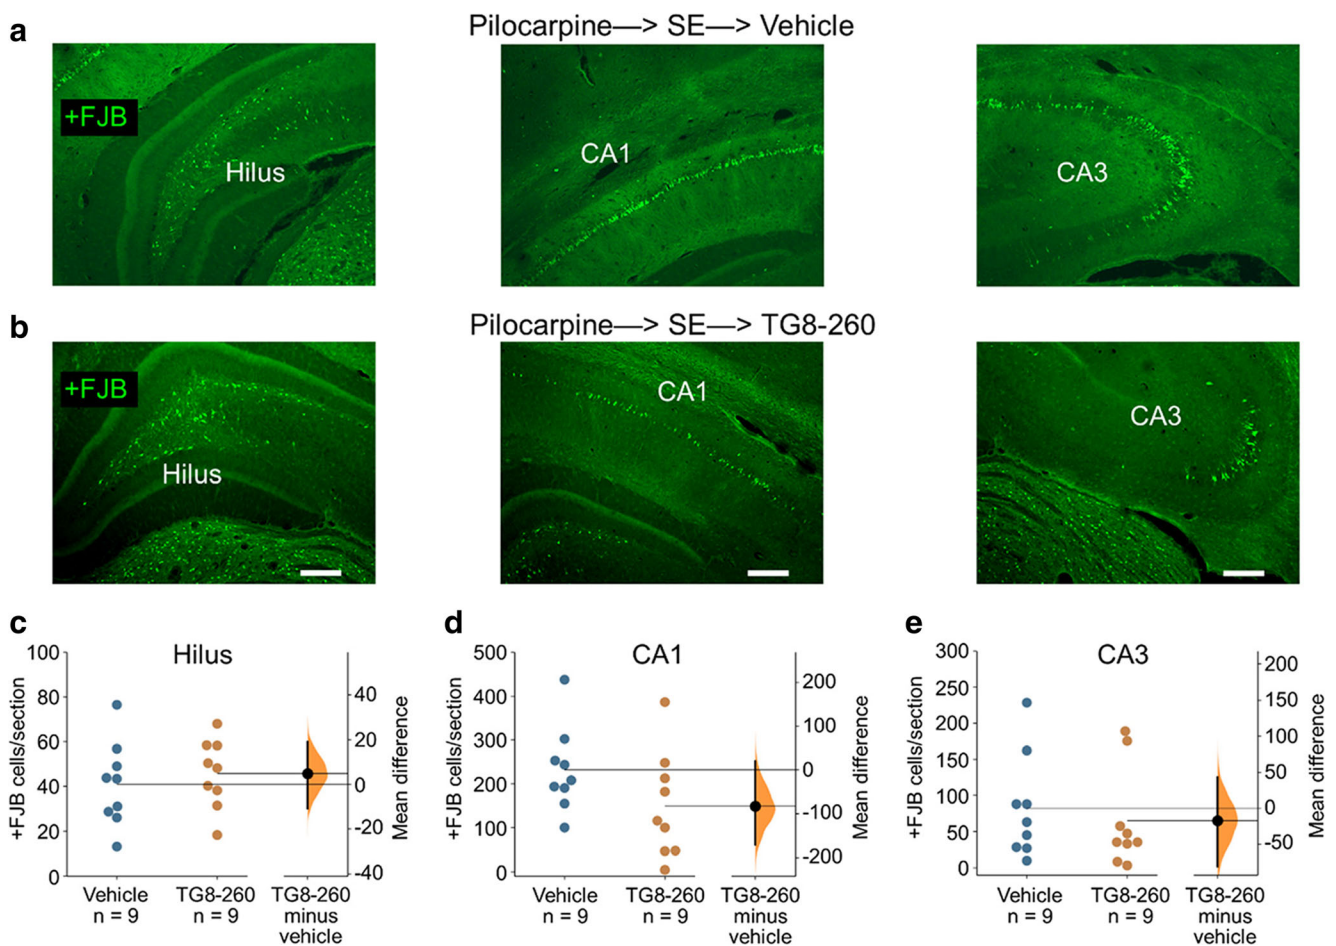 a
Pilocarpine—> SE—> Vehicle
+FJB
Hilus
CA1
CA3
b
Pilocarpine—> SE—> TG8-260
+FJB
Hilus
CA1
CA3
c
Hilus
+FJB cells/section
100
80
60
40
20
0
Mean difference
40
20
0
-20
-40
Vehicle
n = 9
TG8-260
n = 9
TG8-260
minus
vehicle
d
CA1
+FJB cells/section
500
400
300
200
100
0
Mean difference
200
100
0
-100
-200
Vehicle
n = 9
TG8-260
n = 9
TG8-260
minus
vehicle
e
CA3
+FJB cells/section
300
250
200
150
100
50
0
Mean difference
200
150
100
50
0
-50
Vehicle
n = 9
TG8-260
n = 9
TG8-260
minus
vehicle